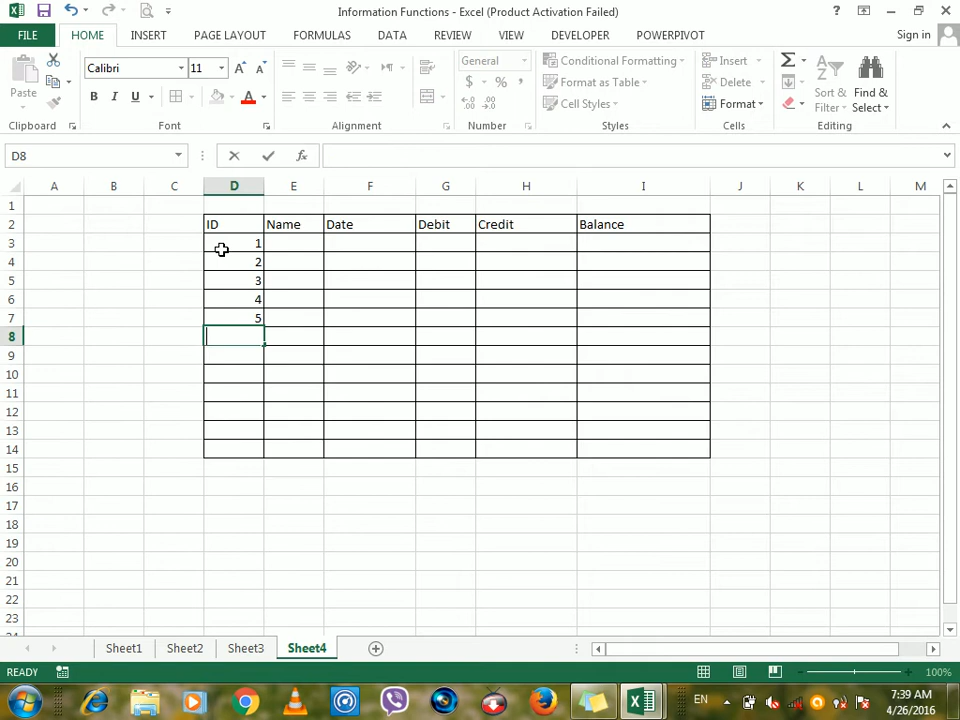 Information Functions - Excel (Product Activation Failed)
FILE HOME INSERT PAGE LAYOUT FORMULAS DATA REVIEW VIEW DEVELOPER POWERPIVOT Sign in
Paste
Calibri 11
B I U A
General
$ % ,
Conditional Formatting
Format as Table
Cell Styles
Insert
Delete
Format
Sort & Filter
Find & Select
Clipboard Font Alignment Number Styles Cells Editing
D8 fx
A B C D E F G H I J K L M
1
2 ID Name Date Debit Credit Balance
3 1
4 2
5 3
6 4
7 5
8
9
10
11
12
13
14
15
16
17
18
19
20
21
22
23
24
Sheet1 Sheet2 Sheet3 Sheet4
READY 100%
EN 7:39 AM
4/26/2016